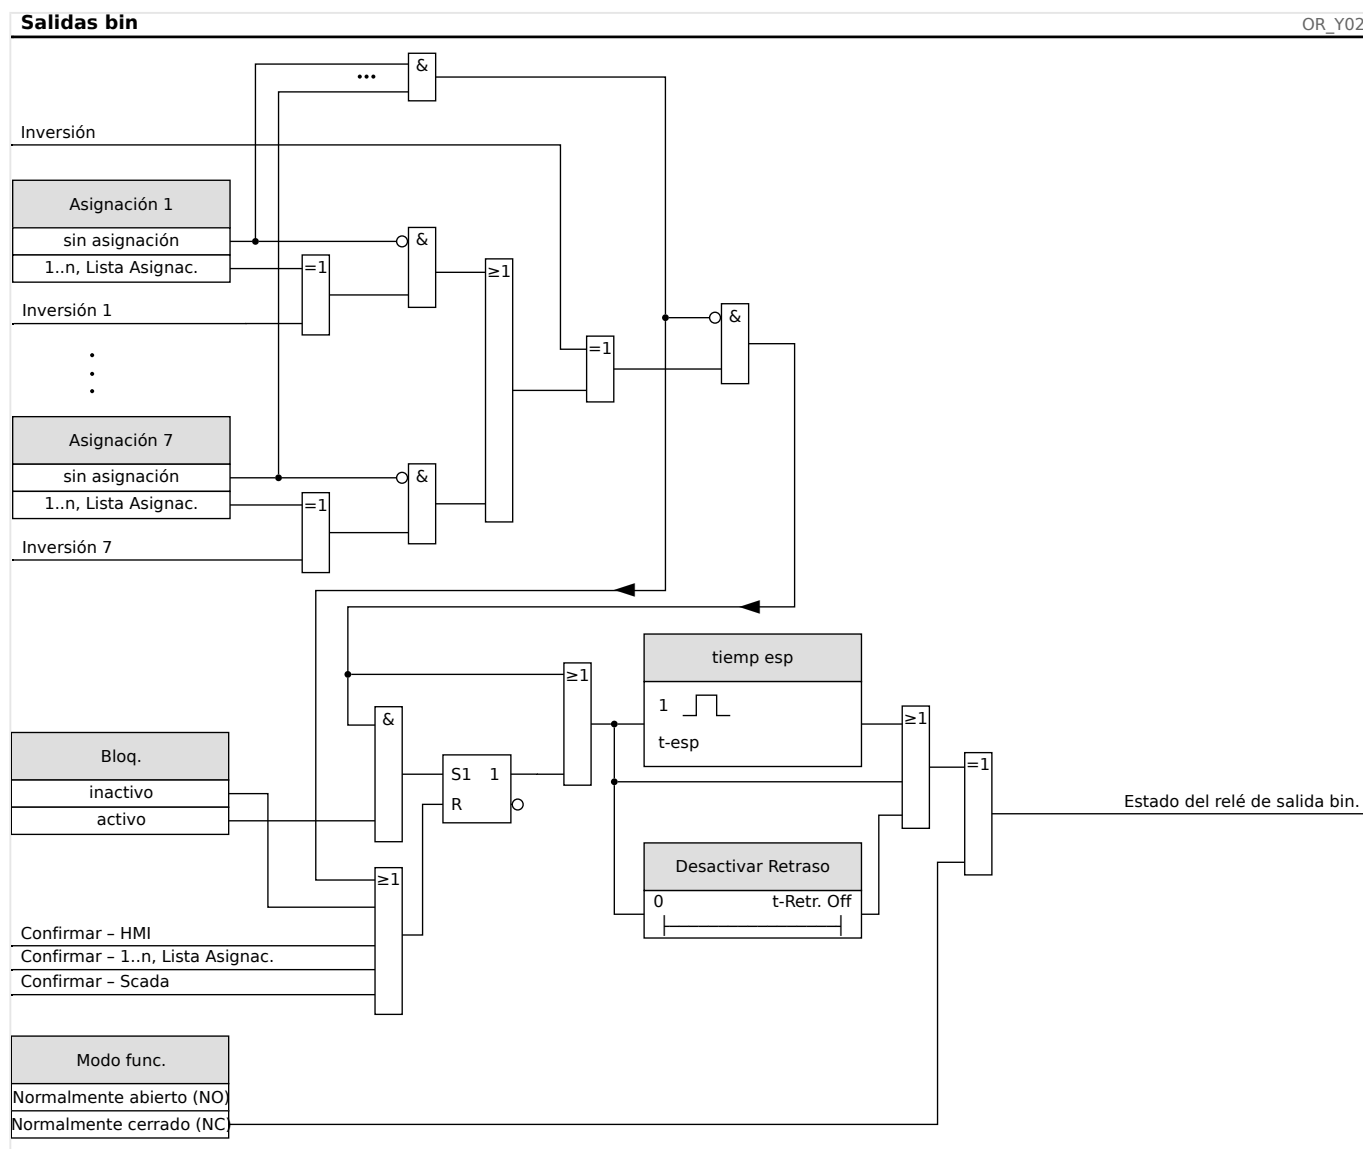 Salidas bin
OR_Y02
&
...
Inversión
Asignación 1
sin asignación
&
1..n, Lista Asignac.
=1
≥1
Inversión 1
&
=1
Asignación 7
sin asignación
&
1..n, Lista Asignac.
=1
Inversión 7
tiemp esp
≥1
1
t-esp
&
≥1
Bloq.
inactivo
activo
S1 1
R
=1
Estado del relé de salida bin.
Desactivar Retraso
0 t-Retr. Off
≥1
Confirmar – HMI
Confirmar – 1..n, Lista Asignac.
Confirmar – Scada
Modo func.
Normalmente abierto (NO)
Normalmente cerrado (NC)